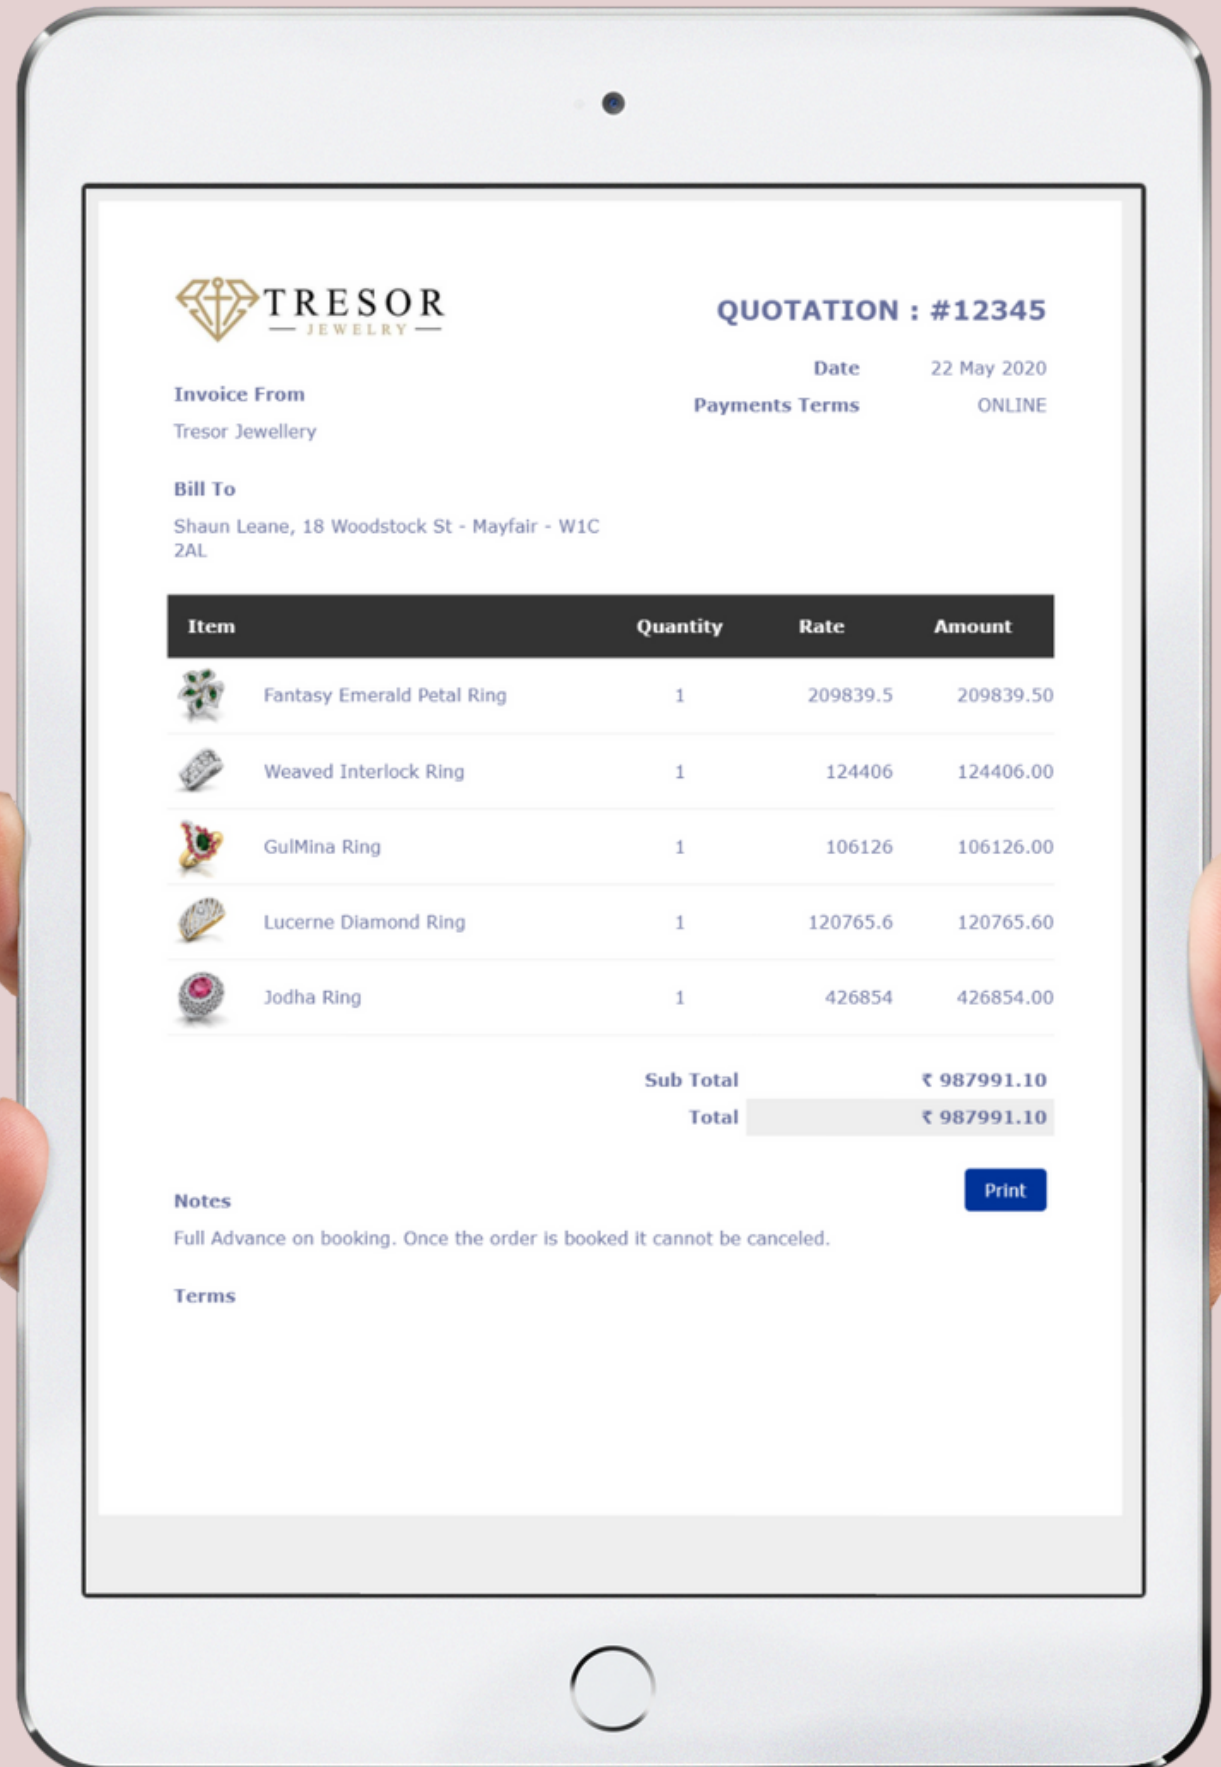 TRESOR
JEWELRY
QUOTATION : #12345
Date 22 May 2020
Payments Terms ONLINE
Invoice From
Tresor Jewellery
Bill To
Shaun Leane, 18 Woodstock St - Mayfair - W1C
2AL
Item Quantity Rate Amount
Fantasy Emerald Petal Ring 1 209839.5 209839.50
Weaved Interlock Ring 1 124406 124406.00
GulMina Ring 1 106126 106126.00
Lucerne Diamond Ring 1 120765.6 120765.60
Jodha Ring 1 426854 426854.00
Sub Total ₹ 987991.10
Total ₹ 987991.10
Print
Notes
Full Advance on booking. Once the order is booked it cannot be canceled.
Terms